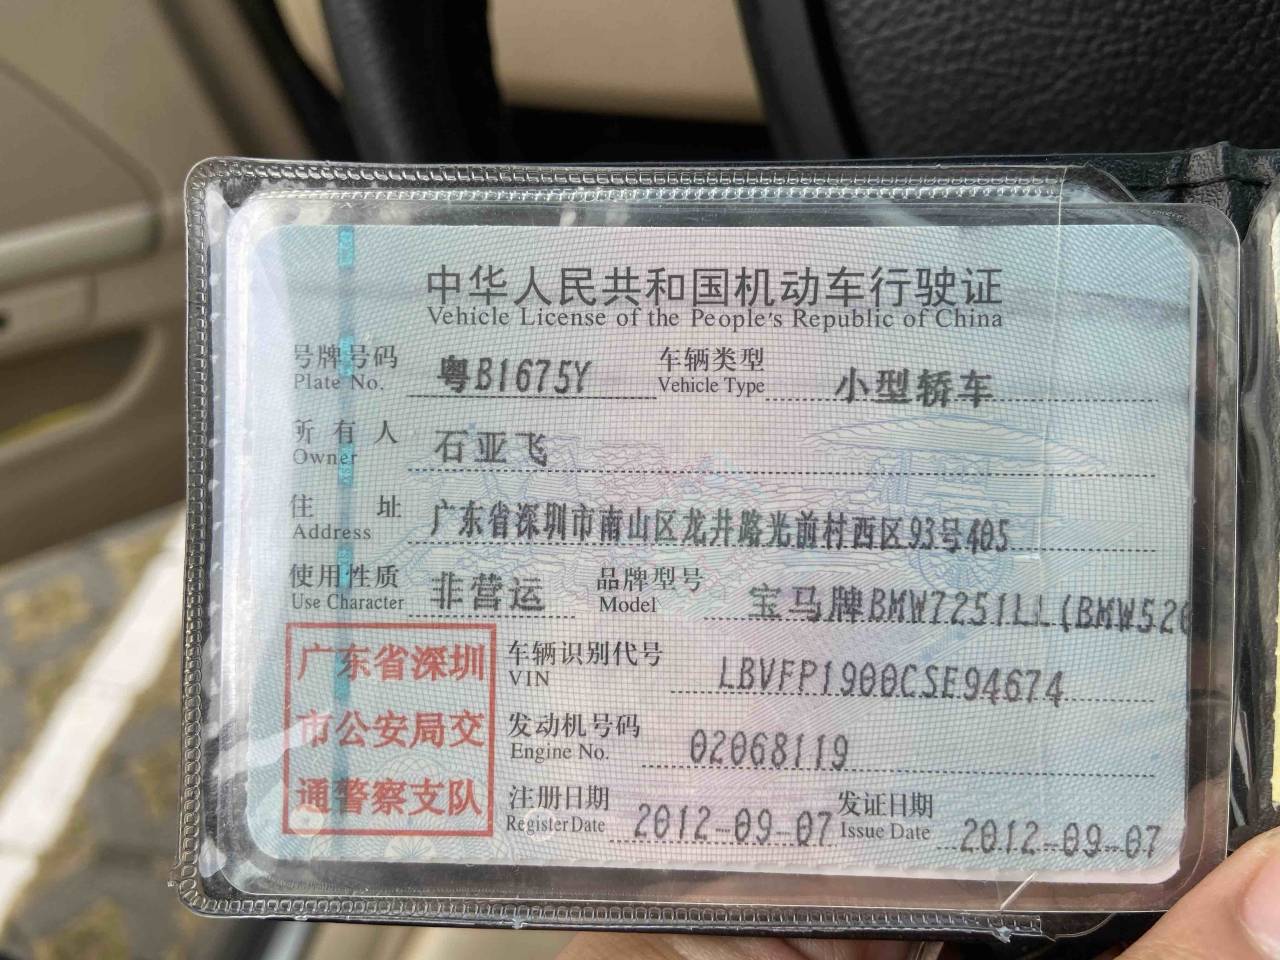 中华人民共和国机动车行驶证
Vehicle License of the People's Republic of China
号牌号码 粤B1675Y 车辆类型 小型轿车
Plate No. Vehicle Type
所有人 石亚飞
Owner
住址 广东省深圳市南山区龙井路光前村西区93号405
Address
使用性质 非营运 品牌型号 宝马牌BMW7251LL(BMW520
Use Character Model
广东省深圳
市公安局交
通警察支队
车辆识别代号 LBVFP1900CSE94674
VIN
发动机号码 02068119
Engine No.
注册日期 2012-09-07 发证日期 2012-09-07
Register Date Issue Date